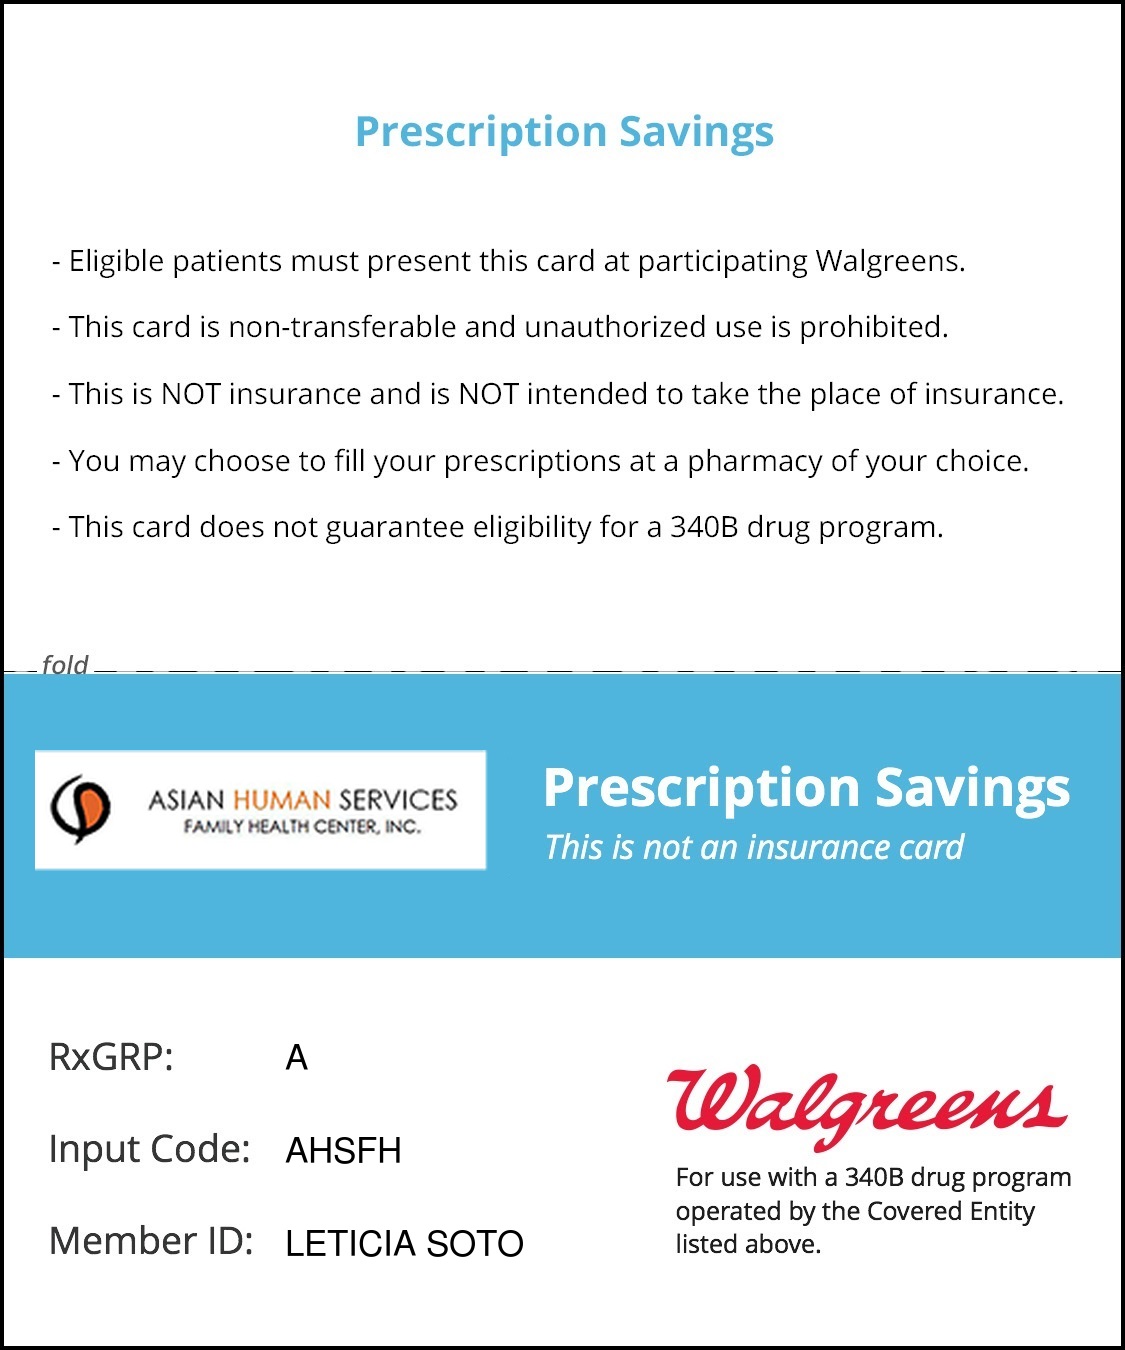 Prescription Savings
- Eligible patients must present this card at participating Walgreens.
- This card is non-transferable and unauthorized use is prohibited.
- This is NOT insurance and is NOT intended to take the place of insurance.
- You may choose to fill your prescriptions at a pharmacy of your choice.
- This card does not guarantee eligibility for a 340B drug program.
fold
ASIAN HUMAN SERVICES
FAMILY HEALTH CENTER, INC.
Prescription Savings
This is not an insurance card
RxGRP: A
Input Code: AHSFH
Member ID: LETICIA SOTO
Walgreens
For use with a 340B drug program
operated by the Covered Entity
listed above.